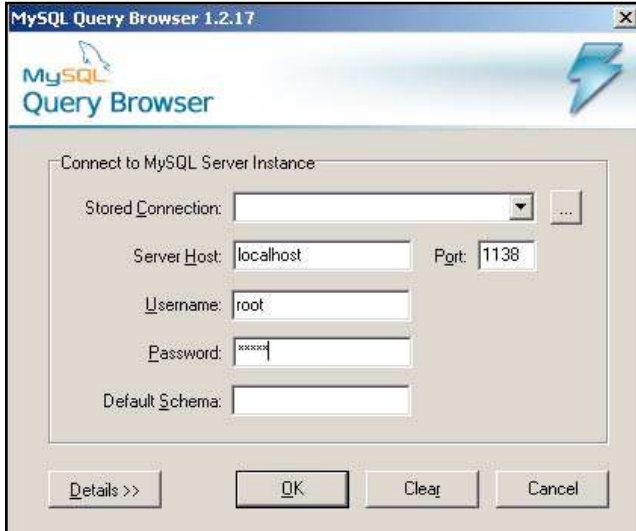 MySQL Query Browser 1.2.17
MySQL
Query Browser
Connect to MySQL Server Instance
Stored Connection:
...
Server Host: localhost Port: 1138
Username: root
Password: *****
Default Schema:
Details >> OK Clear Cancel